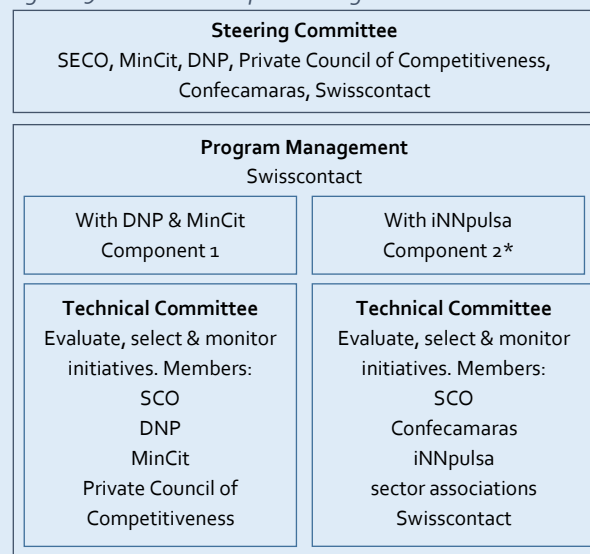 Steering Committee
SECO, MinCit, DNP, Private Council of Competitiveness,
Confecamaras, Swisscontact
Program Management
Swisscontact
With DNP & MinCit
Component 1
With iNNpulsa
Component 2*
Technical Committee
Evaluate, select & monitor
initiatives. Members:
SCO
DNP
MinCit
Private Council of
Competitiveness
Technical Committee
Evaluate, select & monitor
initiatives. Members:
SCO
Confecamaras
iNNpulsa
sector associations
Swisscontact